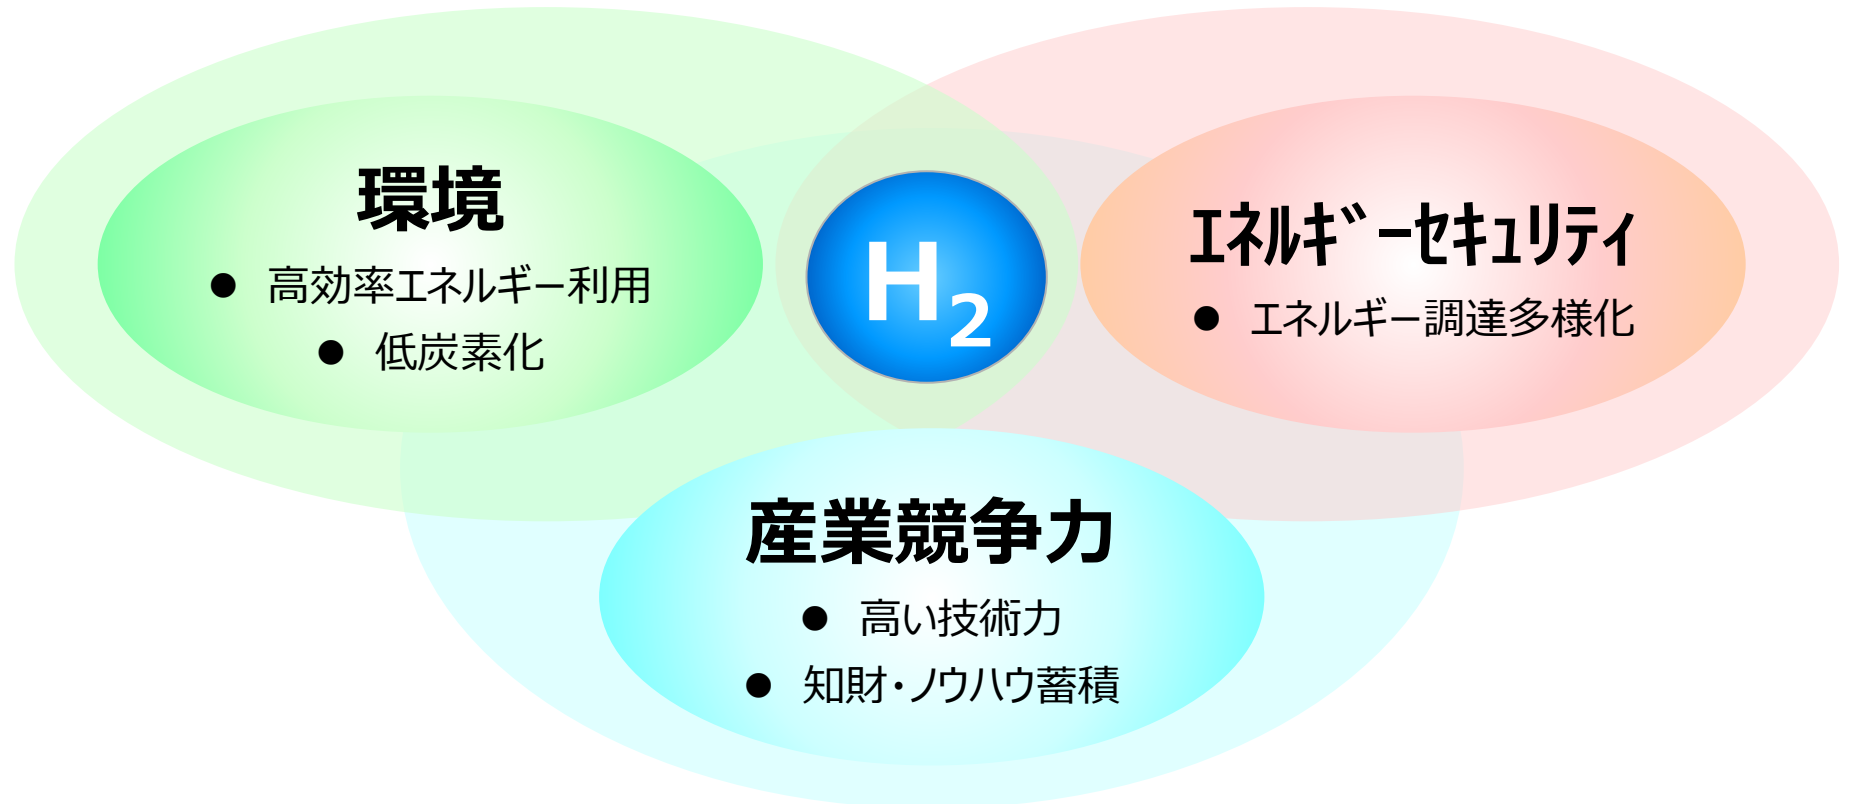 環境
● 高効率エネルギー利用
● 低炭素化
H₂
ｴﾈﾙｷﾞｰｾｷｭﾘﾃｨ
● エネルギー調達多様化
産業競争力
● 高い技術力
● 知財・ノウハウ蓄積